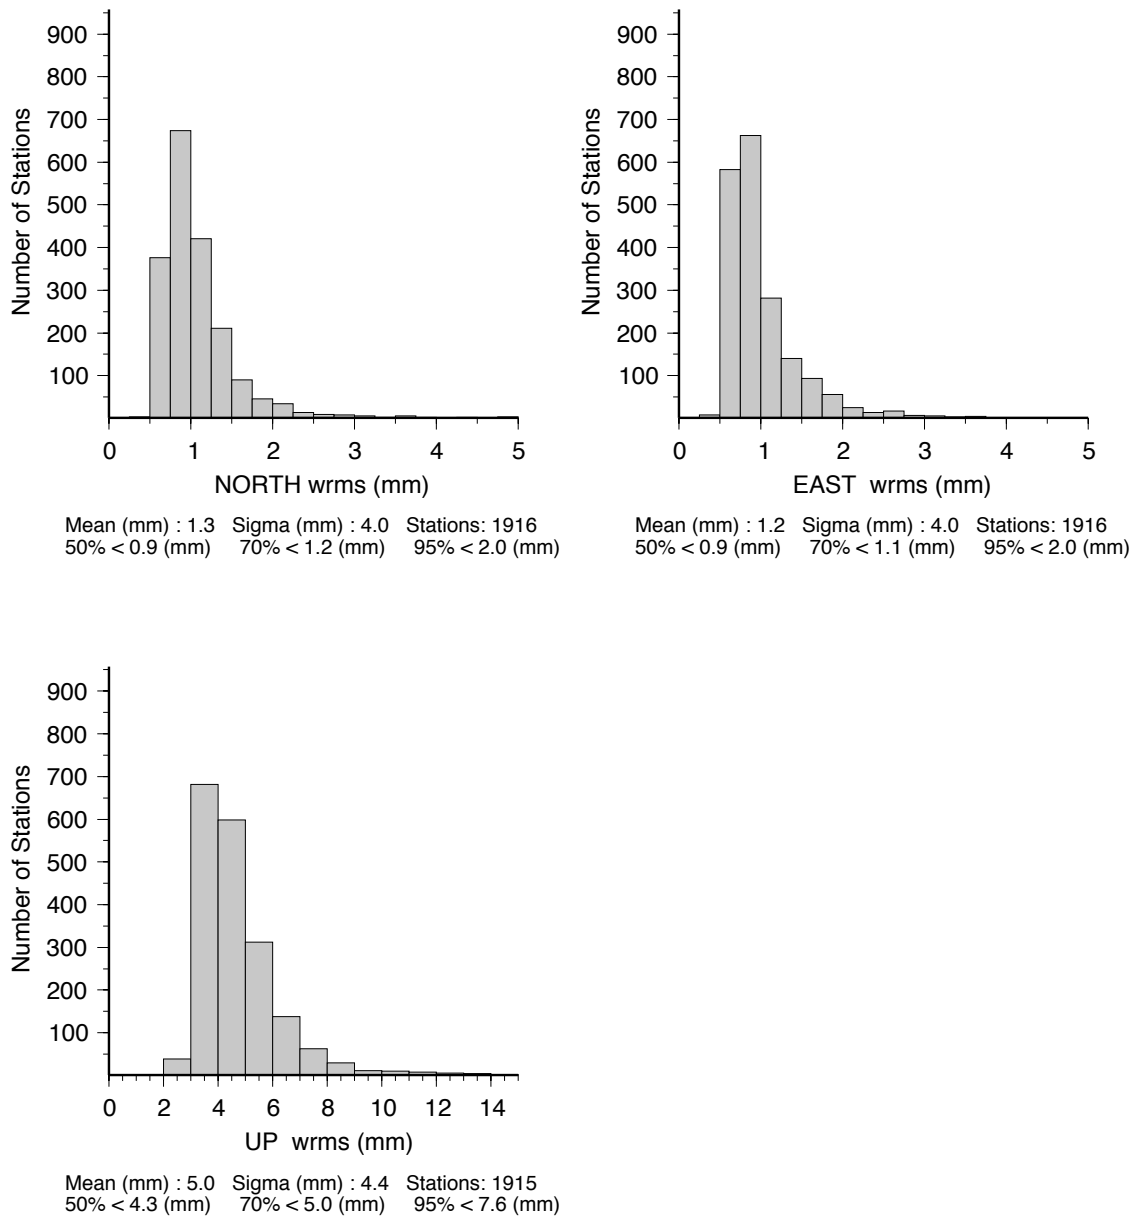 Number of Stations
900
800
700
600
500
400
300
200
100
0 1 2 3 4 5
NORTH wrms (mm)
Mean (mm) : 1.3 Sigma (mm) : 4.0 Stations: 1916
50% < 0.9 (mm) 70% < 1.2 (mm) 95% < 2.0 (mm)
Number of Stations
900
800
700
600
500
400
300
200
100
0 1 2 3 4 5
EAST wrms (mm)
Mean (mm) : 1.2 Sigma (mm) : 4.0 Stations: 1916
50% < 0.9 (mm) 70% < 1.1 (mm) 95% < 2.0 (mm)
Number of Stations
900
800
700
600
500
400
300
200
100
0 2 4 6 8 10 12 14
UP wrms (mm)
Mean (mm) : 5.0 Sigma (mm) : 4.4 Stations: 1915
50% < 4.3 (mm) 70% < 5.0 (mm) 95% < 7.6 (mm)